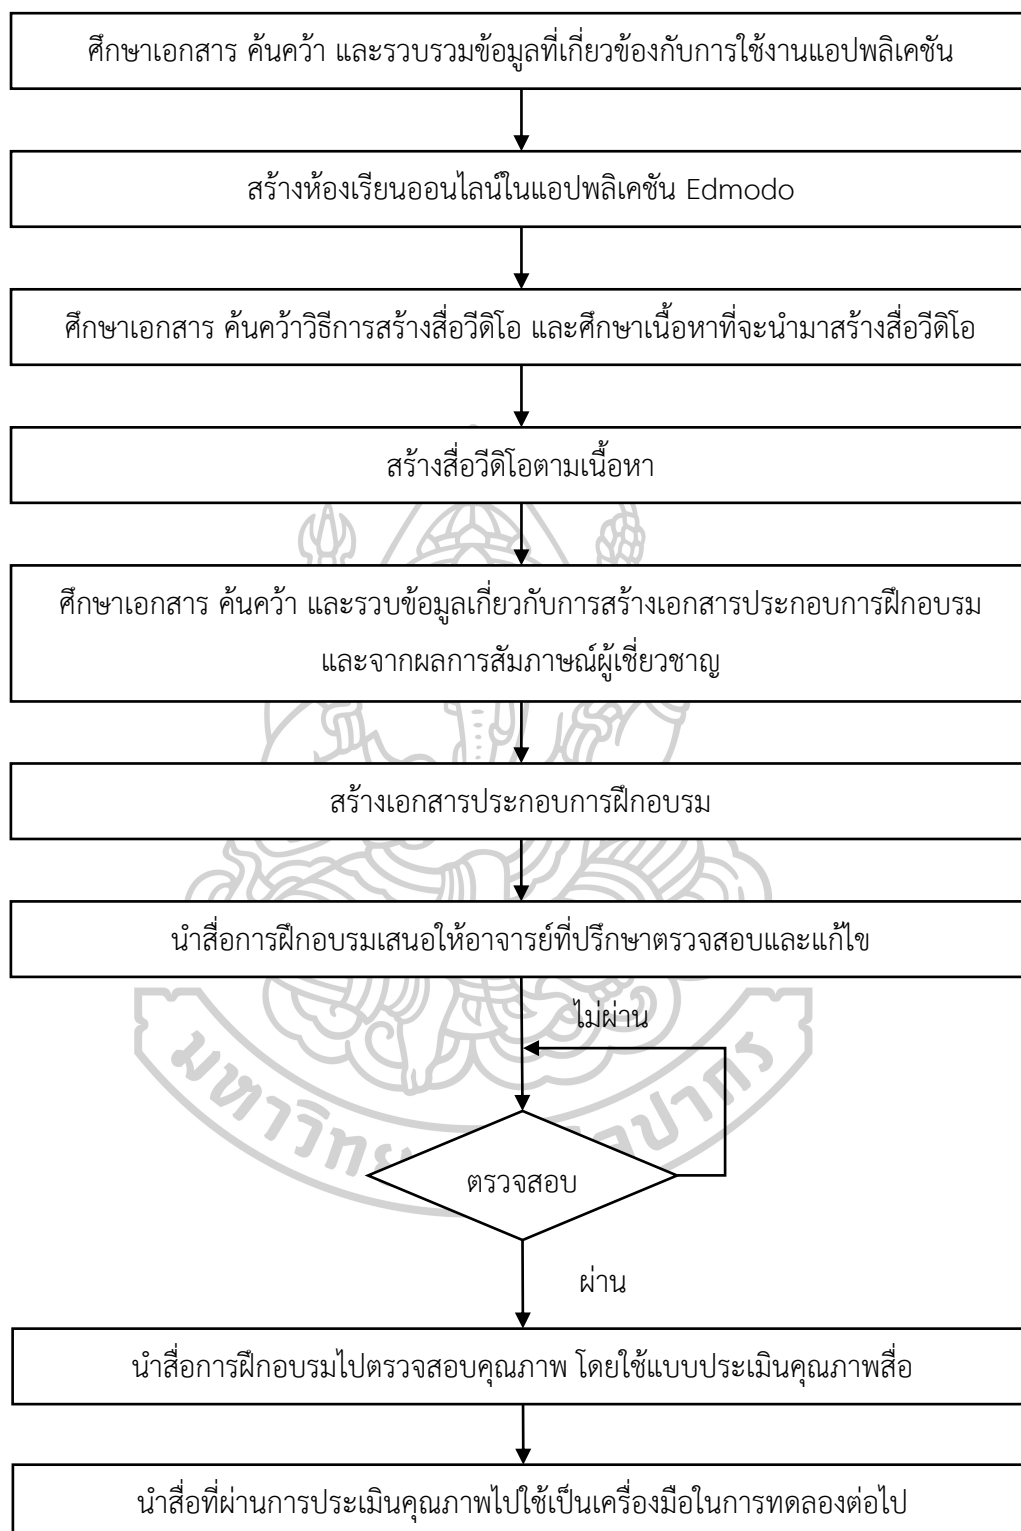 ศึกษาเอกสาร ค้นคว้า และรวบรวมข้อมูลที่เกี่ยวข้องกับการใช้งานแอปพลิเคชัน
สร้างห้องเรียนออนไลน์ในแอปพลิเคชัน Edmodo
ศึกษาเอกสาร ค้นคว้าวิธีการสร้างสื่อวีดิโอ และศึกษาเนื้อหาที่จะนำมาสร้างสื่อวีดิโอ
สร้างสื่อวีดิโอตามเนื้อหา
ศึกษาเอกสาร ค้นคว้า และรวบข้อมูลเกี่ยวกับการสร้างเอกสารประกอบการฝึกอบรม
และจากผลการสัมภาษณ์ผู้เชี่ยวชาญ
สร้างเอกสารประกอบการฝึกอบรม
นำสื่อการฝึกอบรมเสนอให้อาจารย์ที่ปรึกษาตรวจสอบและแก้ไข
ไม่ผ่าน
ตรวจสอบ
ผ่าน
นำสื่อการฝึกอบรมไปตรวจสอบคุณภาพ โดยใช้แบบประเมินคุณภาพสื่อ
นำสื่อที่ผ่านการประเมินคุณภาพไปใช้เป็นเครื่องมือในการทดลองต่อไป